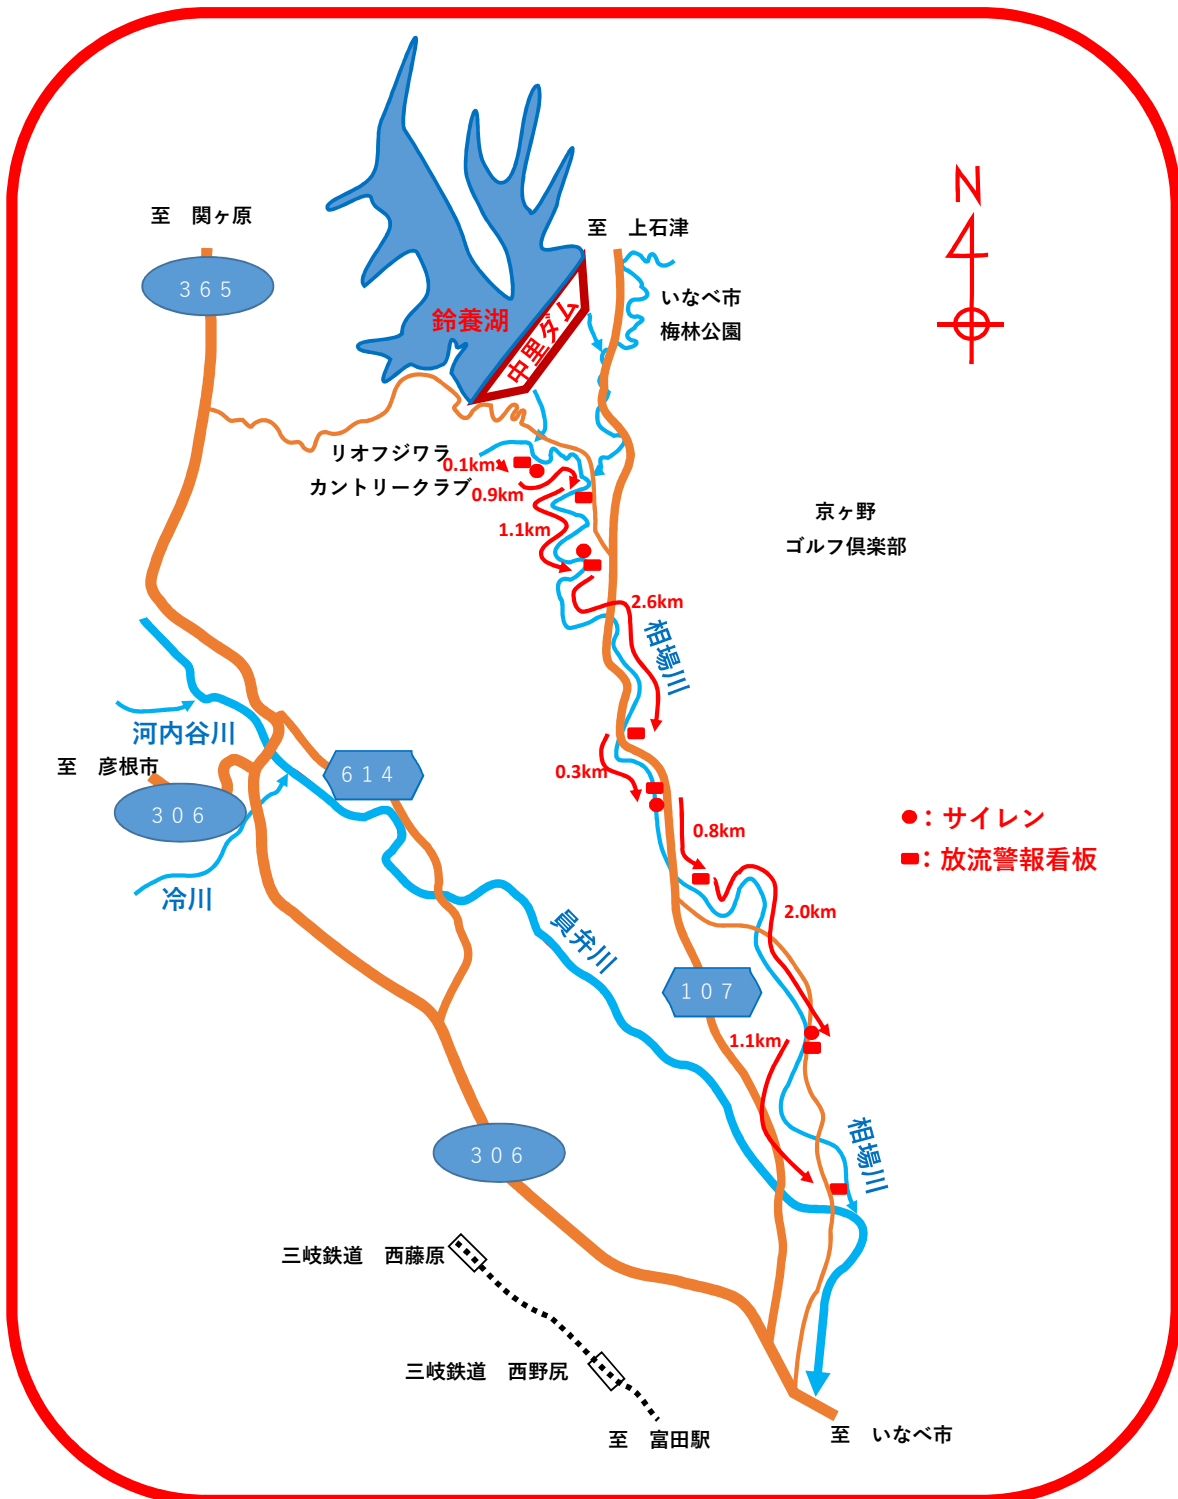 N
至　関ヶ原
至　上石津
３６５
いなべ市
梅林公園
鈴養湖
中里ダム
リオフジワラ
カントリークラブ
0.1km
0.9km
1.1km
京ヶ野
ゴルフ倶楽部
2.6km
相場川
河内谷川
至　彦根市
６１４
0.3km
３０６
0.8km
：サイレン
：放流警報看板
冷川
2.0km
員弁川
１０７
1.1km
相場川
３０６
三岐鉄道　西藤原
三岐鉄道　西野尻
至　富田駅
至　いなべ市